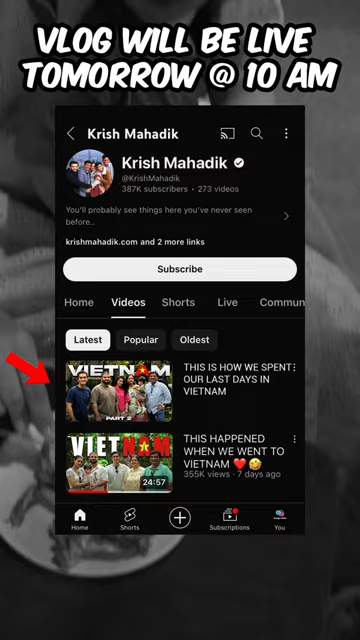 VLOG WILL BE LIVE
TOMORROW @ 10 AM
Krish Mahadik
Krish Mahadik
@KrishMahadik
387K subscribers • 273 videos
You'll probably see things here you've never seen
before..
krishmahadik.com and 2 more links
Subscribe
Home Videos Shorts Live Commun
Latest Popular Oldest
VIETNAM
PART 2
THIS IS HOW WE SPENT
OUR LAST DAYS IN
VIETNAM
VIETNAM
24:57
THIS HAPPENED
WHEN WE WENT TO
VIETNAM ❤️🤣
355K views • 7 days ago
Home Shorts Subscriptions You